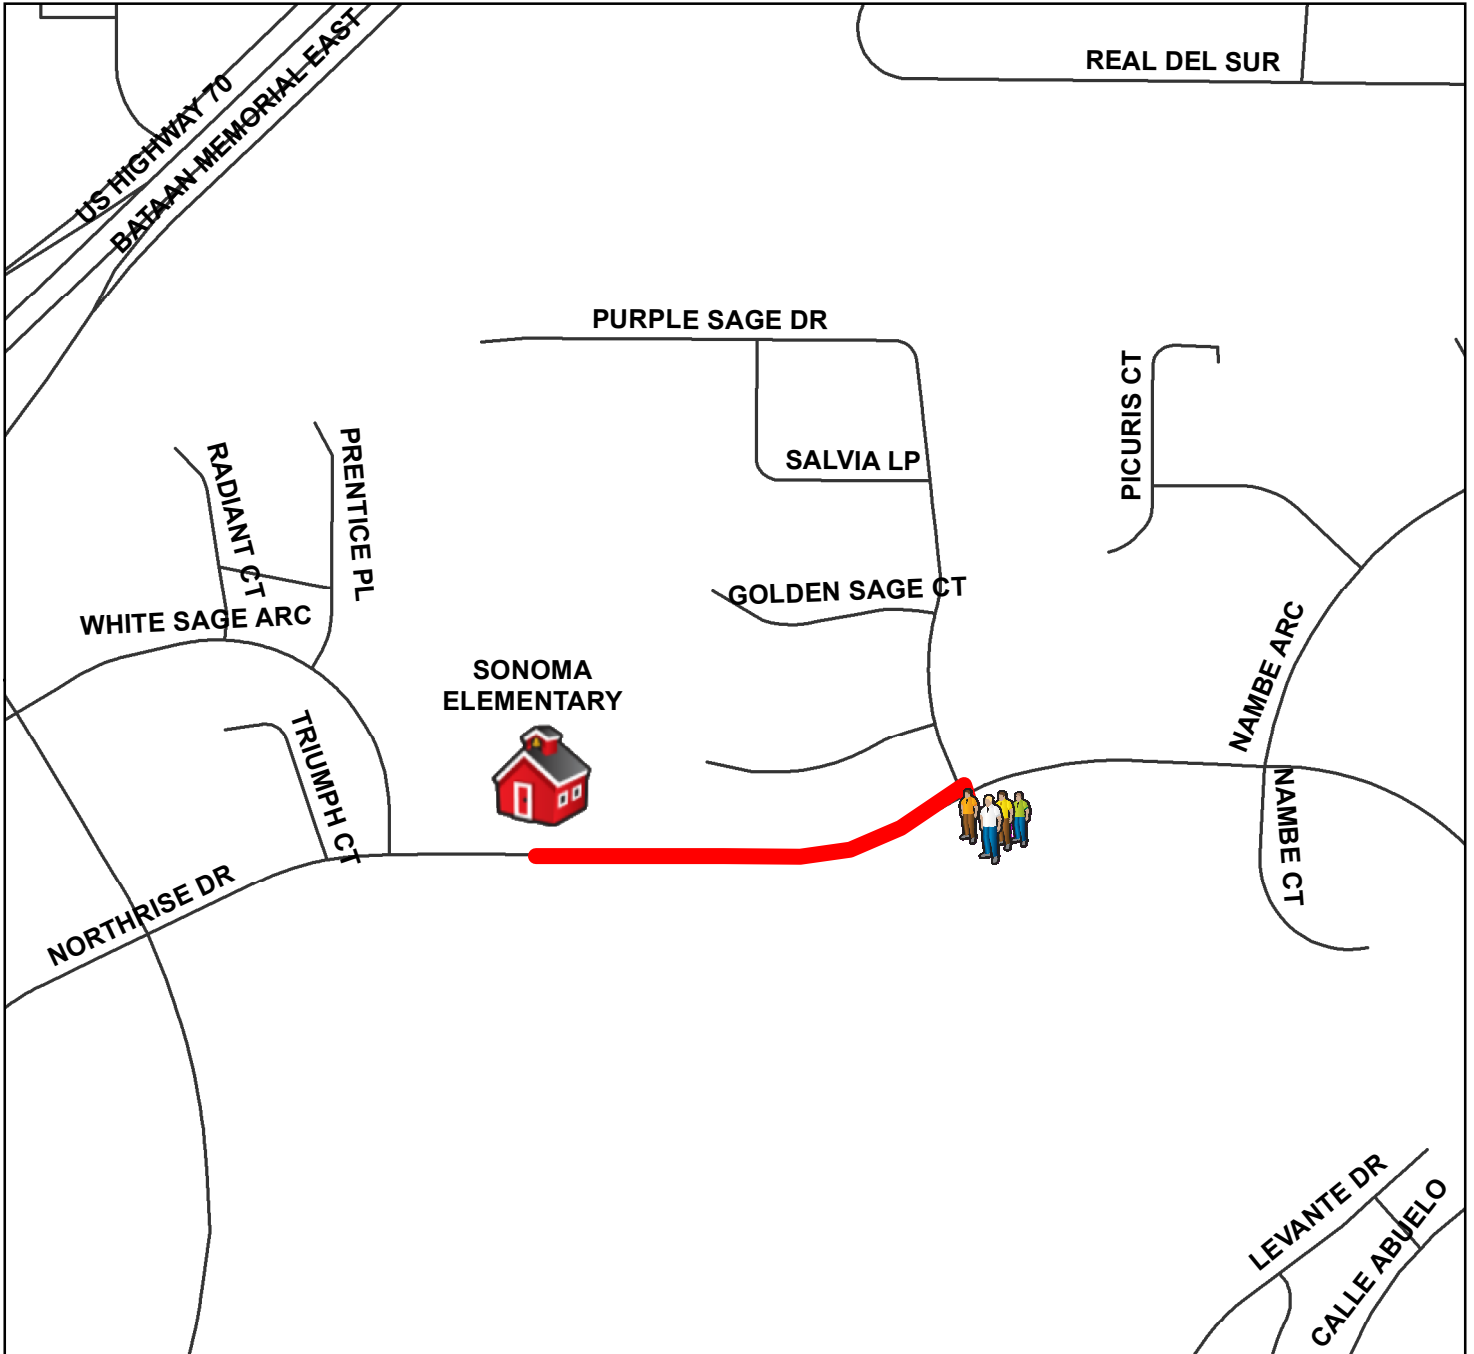 REAL DEL SUR
US HIGHWAY 70
BATAAN MEMORIAL EAST
PURPLE SAGE DR
PICURIS CT
SALVIA LP
RADIANT CT
PRENTICE PL
GOLDEN SAGE CT
WHITE SAGE ARC
NAMBE ARC
SONOMA
ELEMENTARY
TRIUMPH CT
NAMBE CT
NORTHRISE DR
LEVANTE DR
CALLE ABUELO